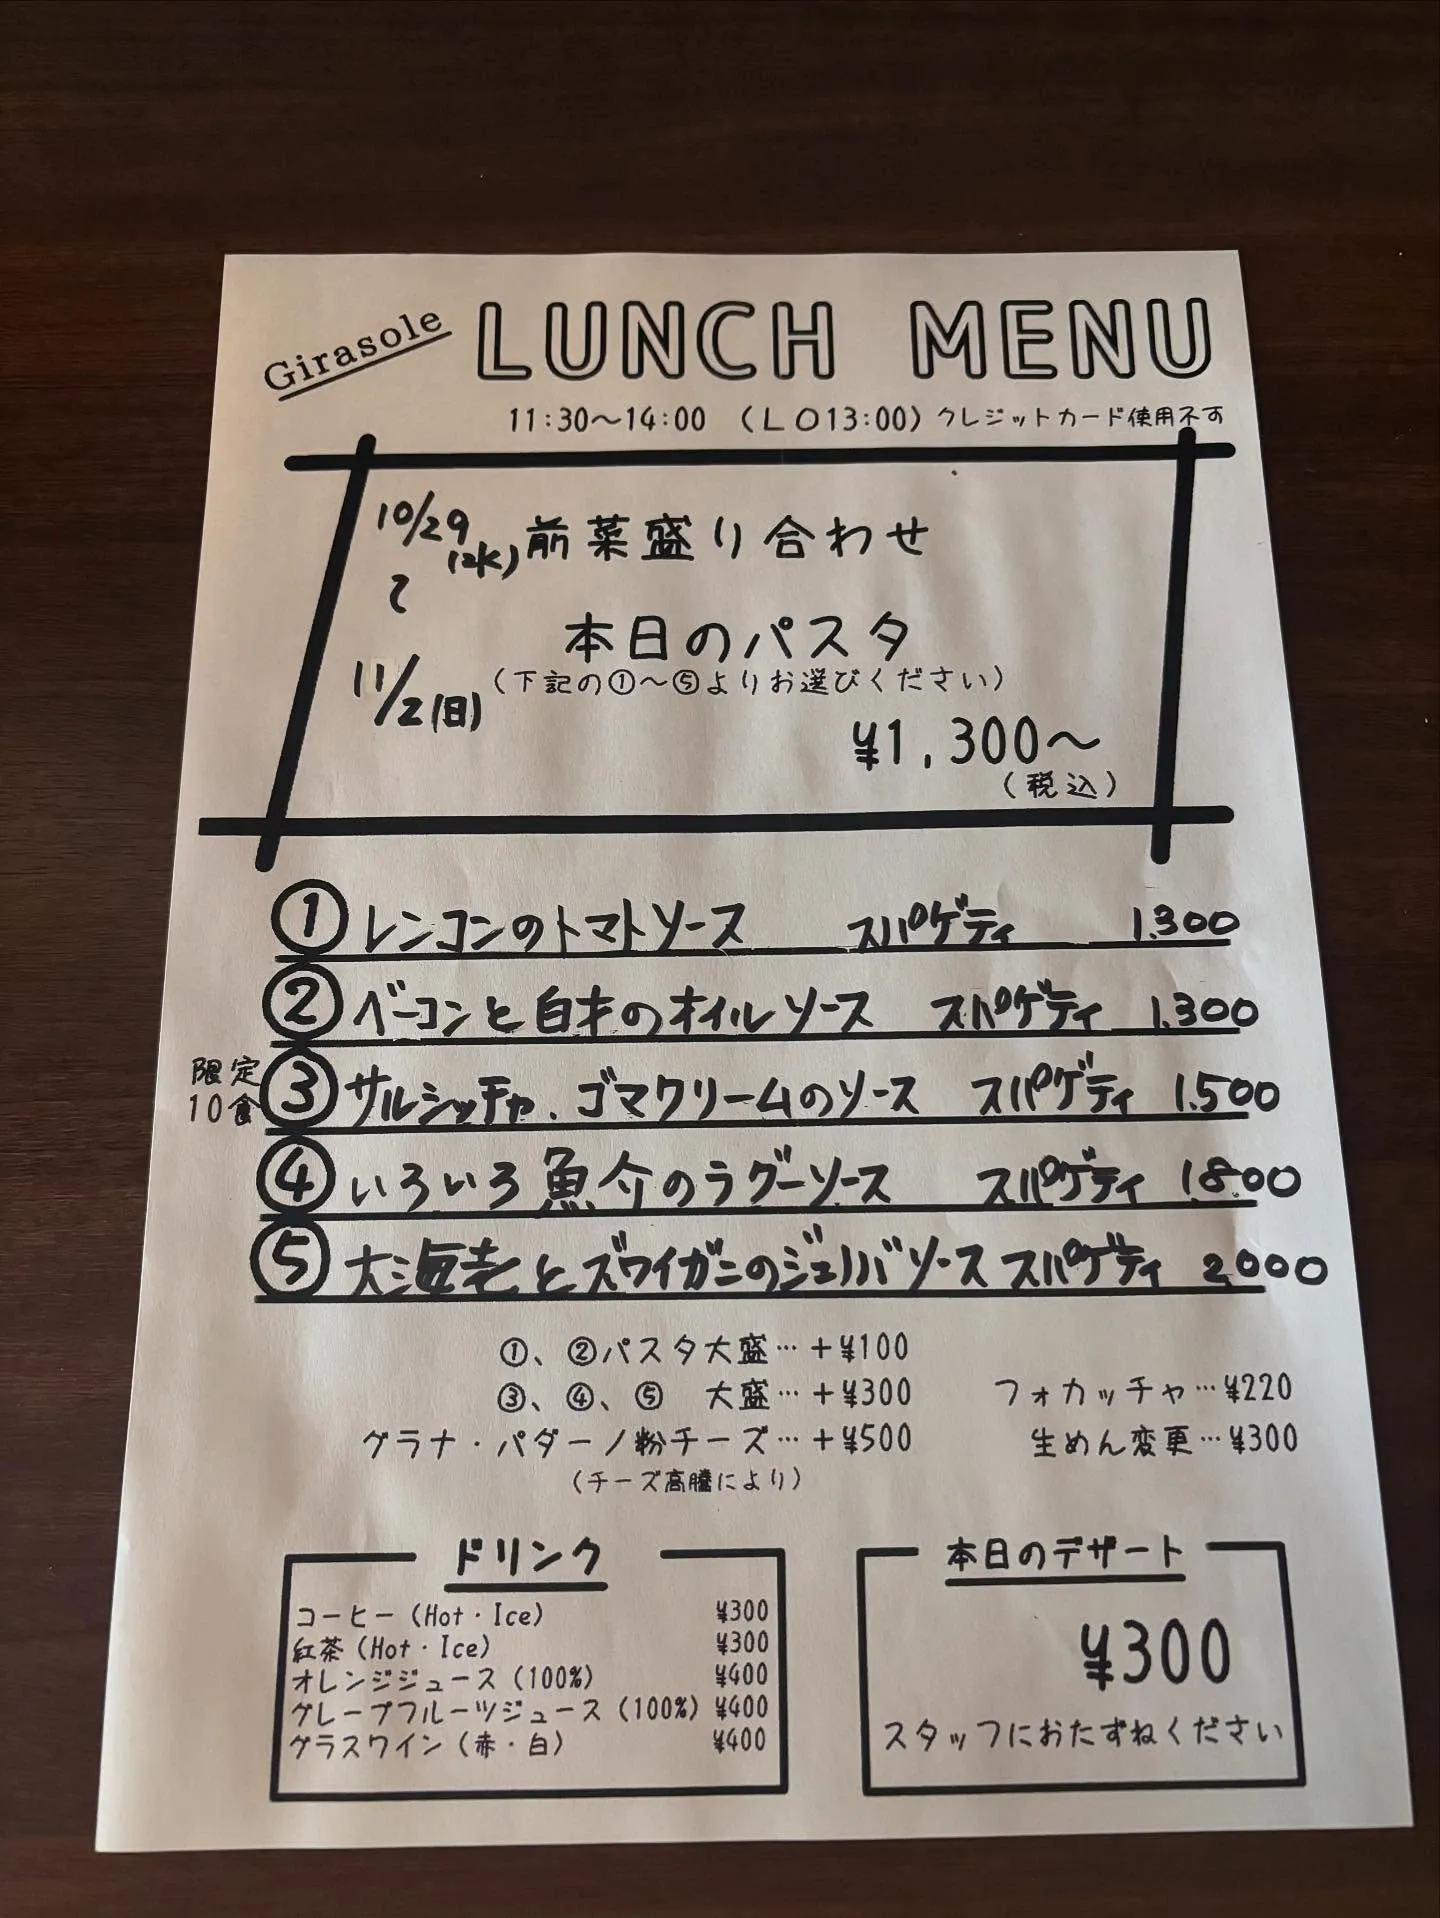 Girasole LUNCH MENU
11:30～14:00 (LO13:00) クレジットカード使用不可
10/29(水) 前菜盛り合わせ
～
本日のパスタ
11/2(日) (下記の①～⑤よりお選びください)
¥1,300～
(税込)
① レンコンのトマトソース スパゲティ 1.300
② ベーコンと白才のオイルソース スパゲティ 1.300
限定10食 ③ サルシッチャ、ゴマクリームのソース スパゲティ 1.500
④ いろいろ魚介のラグーソース スパゲティ 1.800
⑤ 大海老とズワイガニのジェノバソース スパゲティ 2.000
①、②パスタ大盛…+¥100
③、④、⑤ 大盛…+¥300 フォカッチャ…¥220
グラナ・パダーノ粉チーズ…+¥500 生めん変更…¥300
(チーズ高騰により)
ドリンク
コーヒー(Hot・Ice) ¥300
紅茶(Hot・Ice) ¥300
オレンジジュース(100%) ¥400
グレープフルーツジュース(100%) ¥400
グラスワイン(赤・白) ¥400
本日のデザート
¥300
スタッフにおたずねください